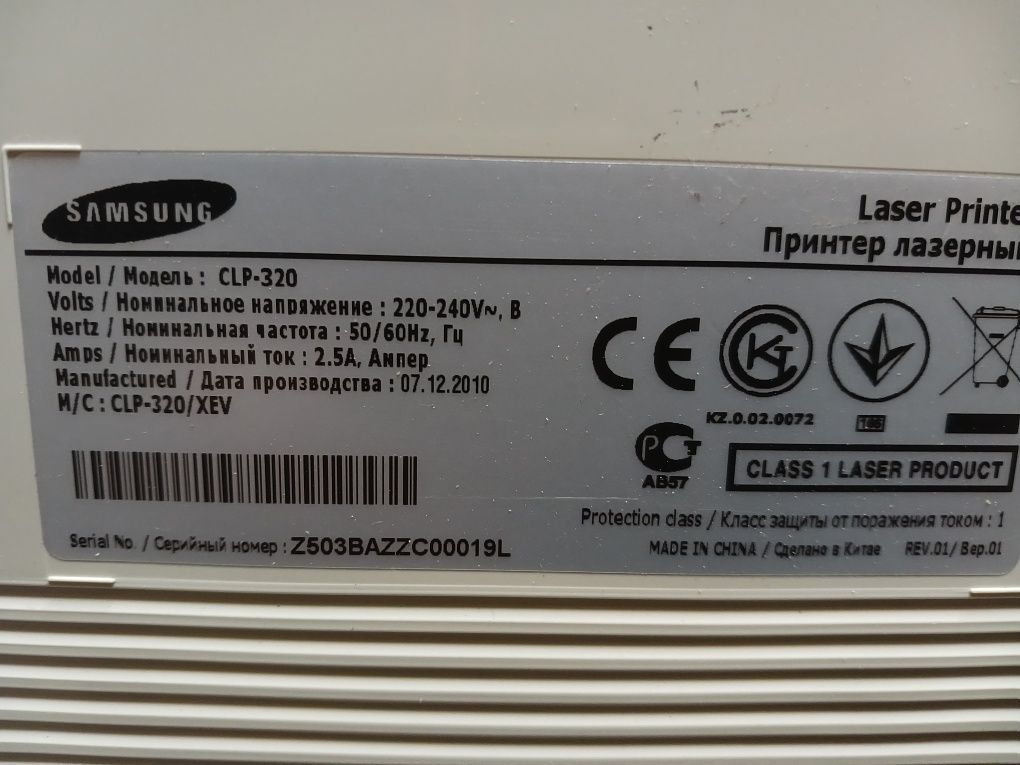 SAMSUNG
Laser Printe
Принтер лазерны
Model / Модель : CLP-320
Volts / Номинальное напряжение : 220-240V~, В
Hertz / Номинальная частота : 50/60Hz, Гц
Amps / Номинальный ток : 2.5A, Ампер
Manufactured / Дата производства : 07.12.2010
M/C : CLP-320/XEV
CE
KZ.0.02.0072
РСТ
АВ57
CLASS 1 LASER PRODUCT
Protection class / Класс защиты от поражения током : 1
Serial No. / Серийный номер : Z503BAZZC00019L
MADE IN CHINA / Сделано в Китае REV.01/ Вер.01